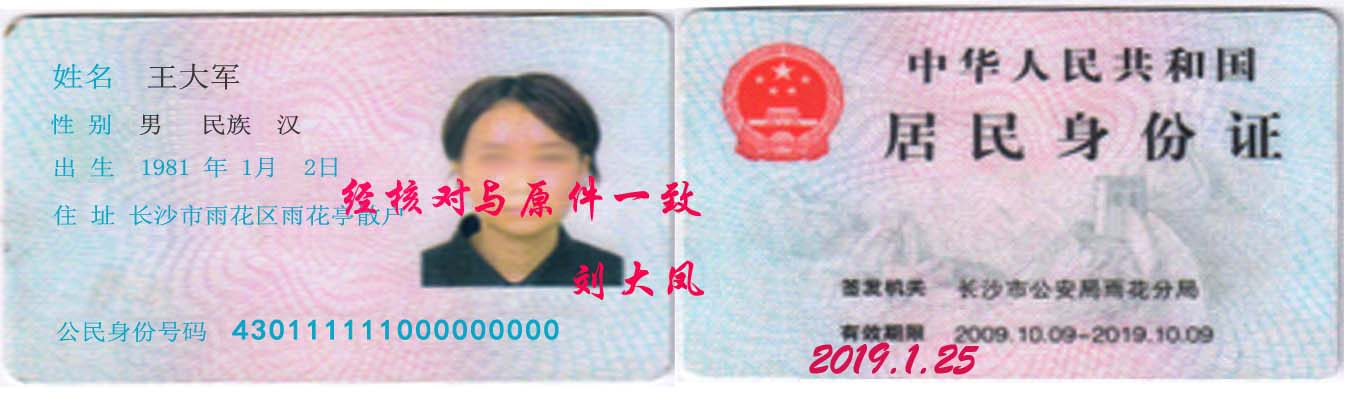 姓名 王大军
性别 男 民族 汉
出生 1981 年 1月 2日
住址 长沙市雨花区雨花亭散户
公民身份号码 430111111000000000
经核对与原件一致
刘大凤
中华人民共和国
居民身份证
签发机关 长沙市公安局雨花分局
有效期限 2009.10.09-2019.10.09
2019.1.25